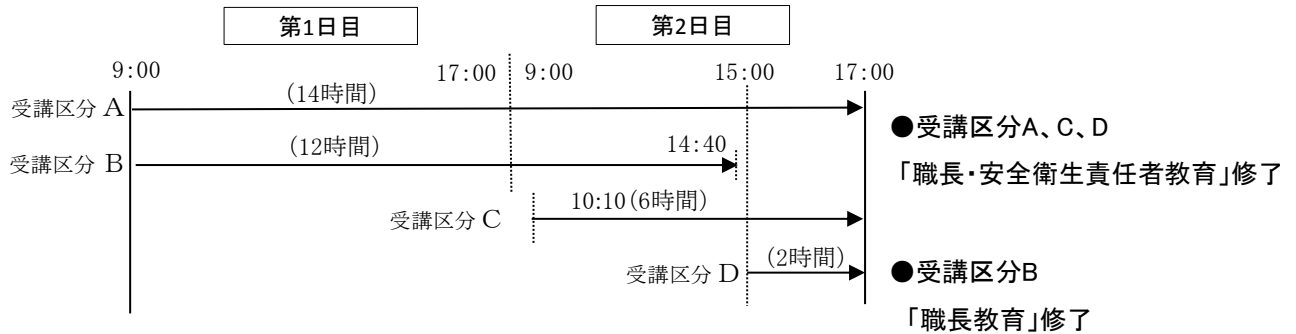 第1日目
第2日目
9:00
17:00
9:00
15:00
17:00
受講区分 A
(14時間)
受講区分 B
(12時間)
14:40
受講区分 C
10:10(6時間)
受講区分 D
(2時間)
●受講区分A、C、D
「職長・安全衛生責任者教育」修了
●受講区分B
「職長教育」修了